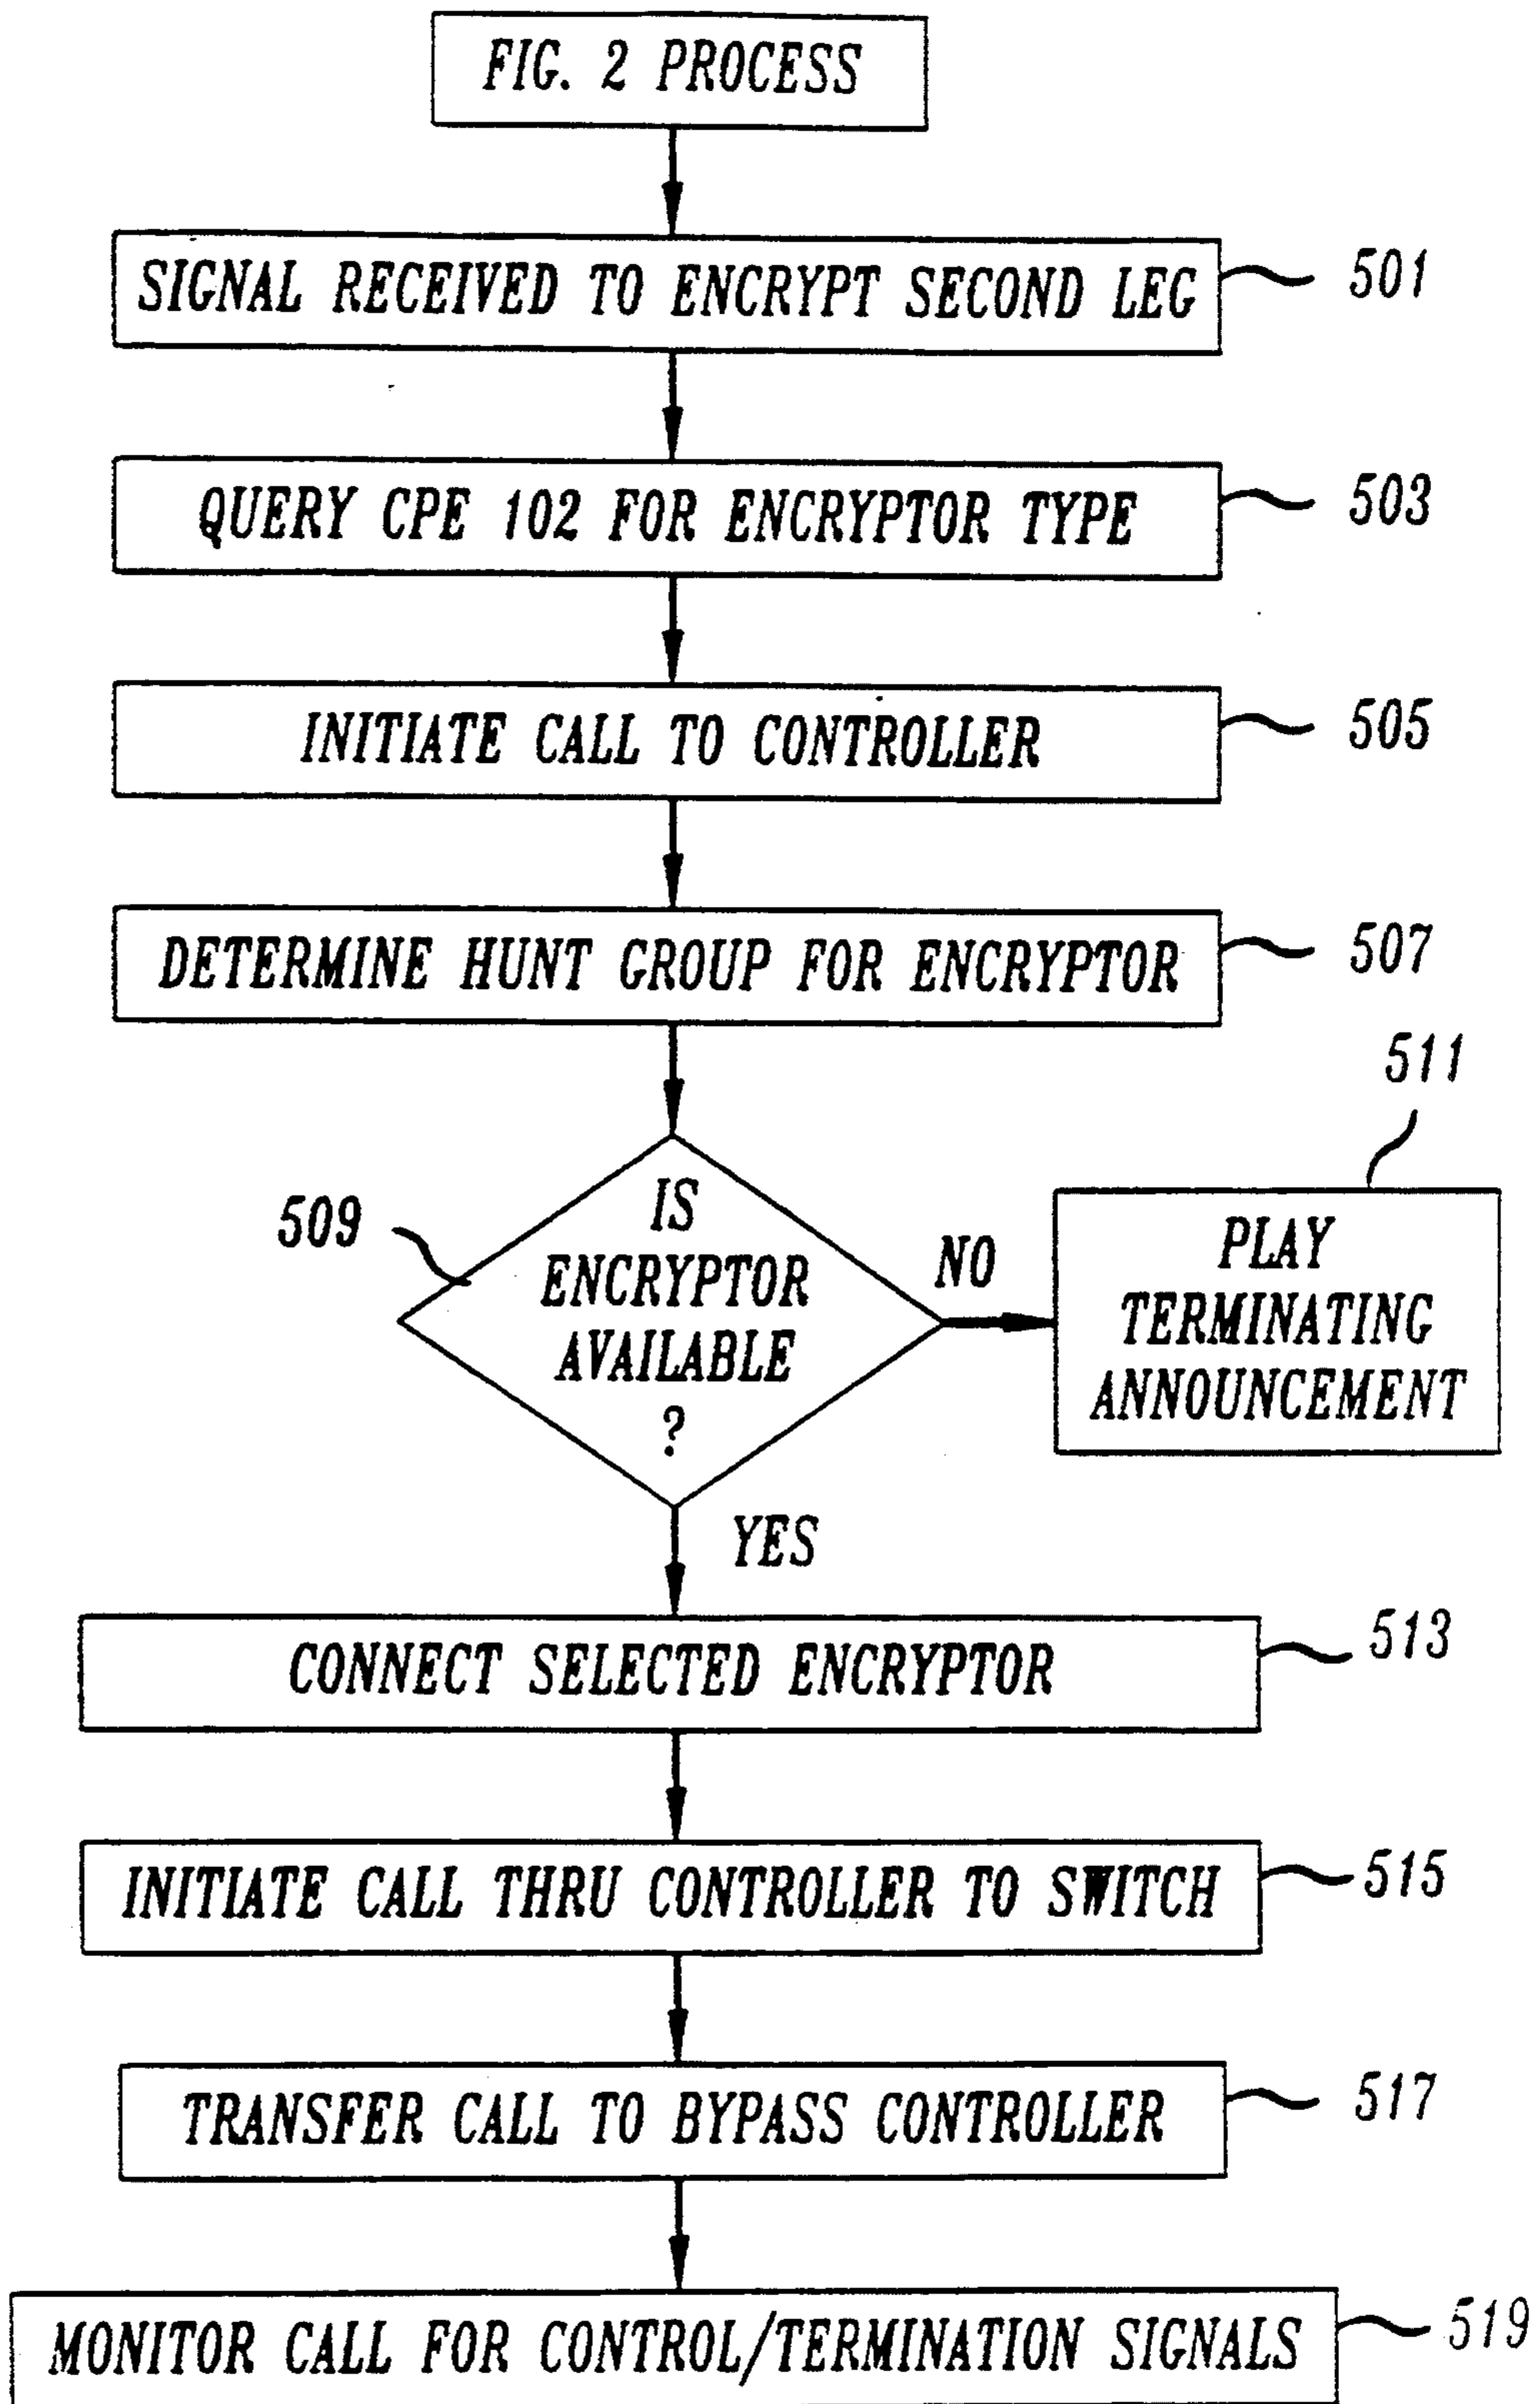 FIG. 2 PROCESS
SIGNAL RECEIVED TO ENCRYPT SECOND LEG
501
QUERY CPE 102 FOR ENCRYPTOR TYPE
503
INITIATE CALL TO CONTROLLER
505
DETERMINE HUNT GROUP FOR ENCRYPTOR
507
509
IS
ENCRYPTOR
AVAILABLE
?
NO
511
PLAY
TERMINATING
ANNOUNCEMENT
YES
CONNECT SELECTED ENCRYPTOR
513
INITIATE CALL THRU CONTROLLER TO SWITCH
515
TRANSFER CALL TO BYPASS CONTROLLER
517
MONITOR CALL FOR CONTROL/TERMINATION SIGNALS
519